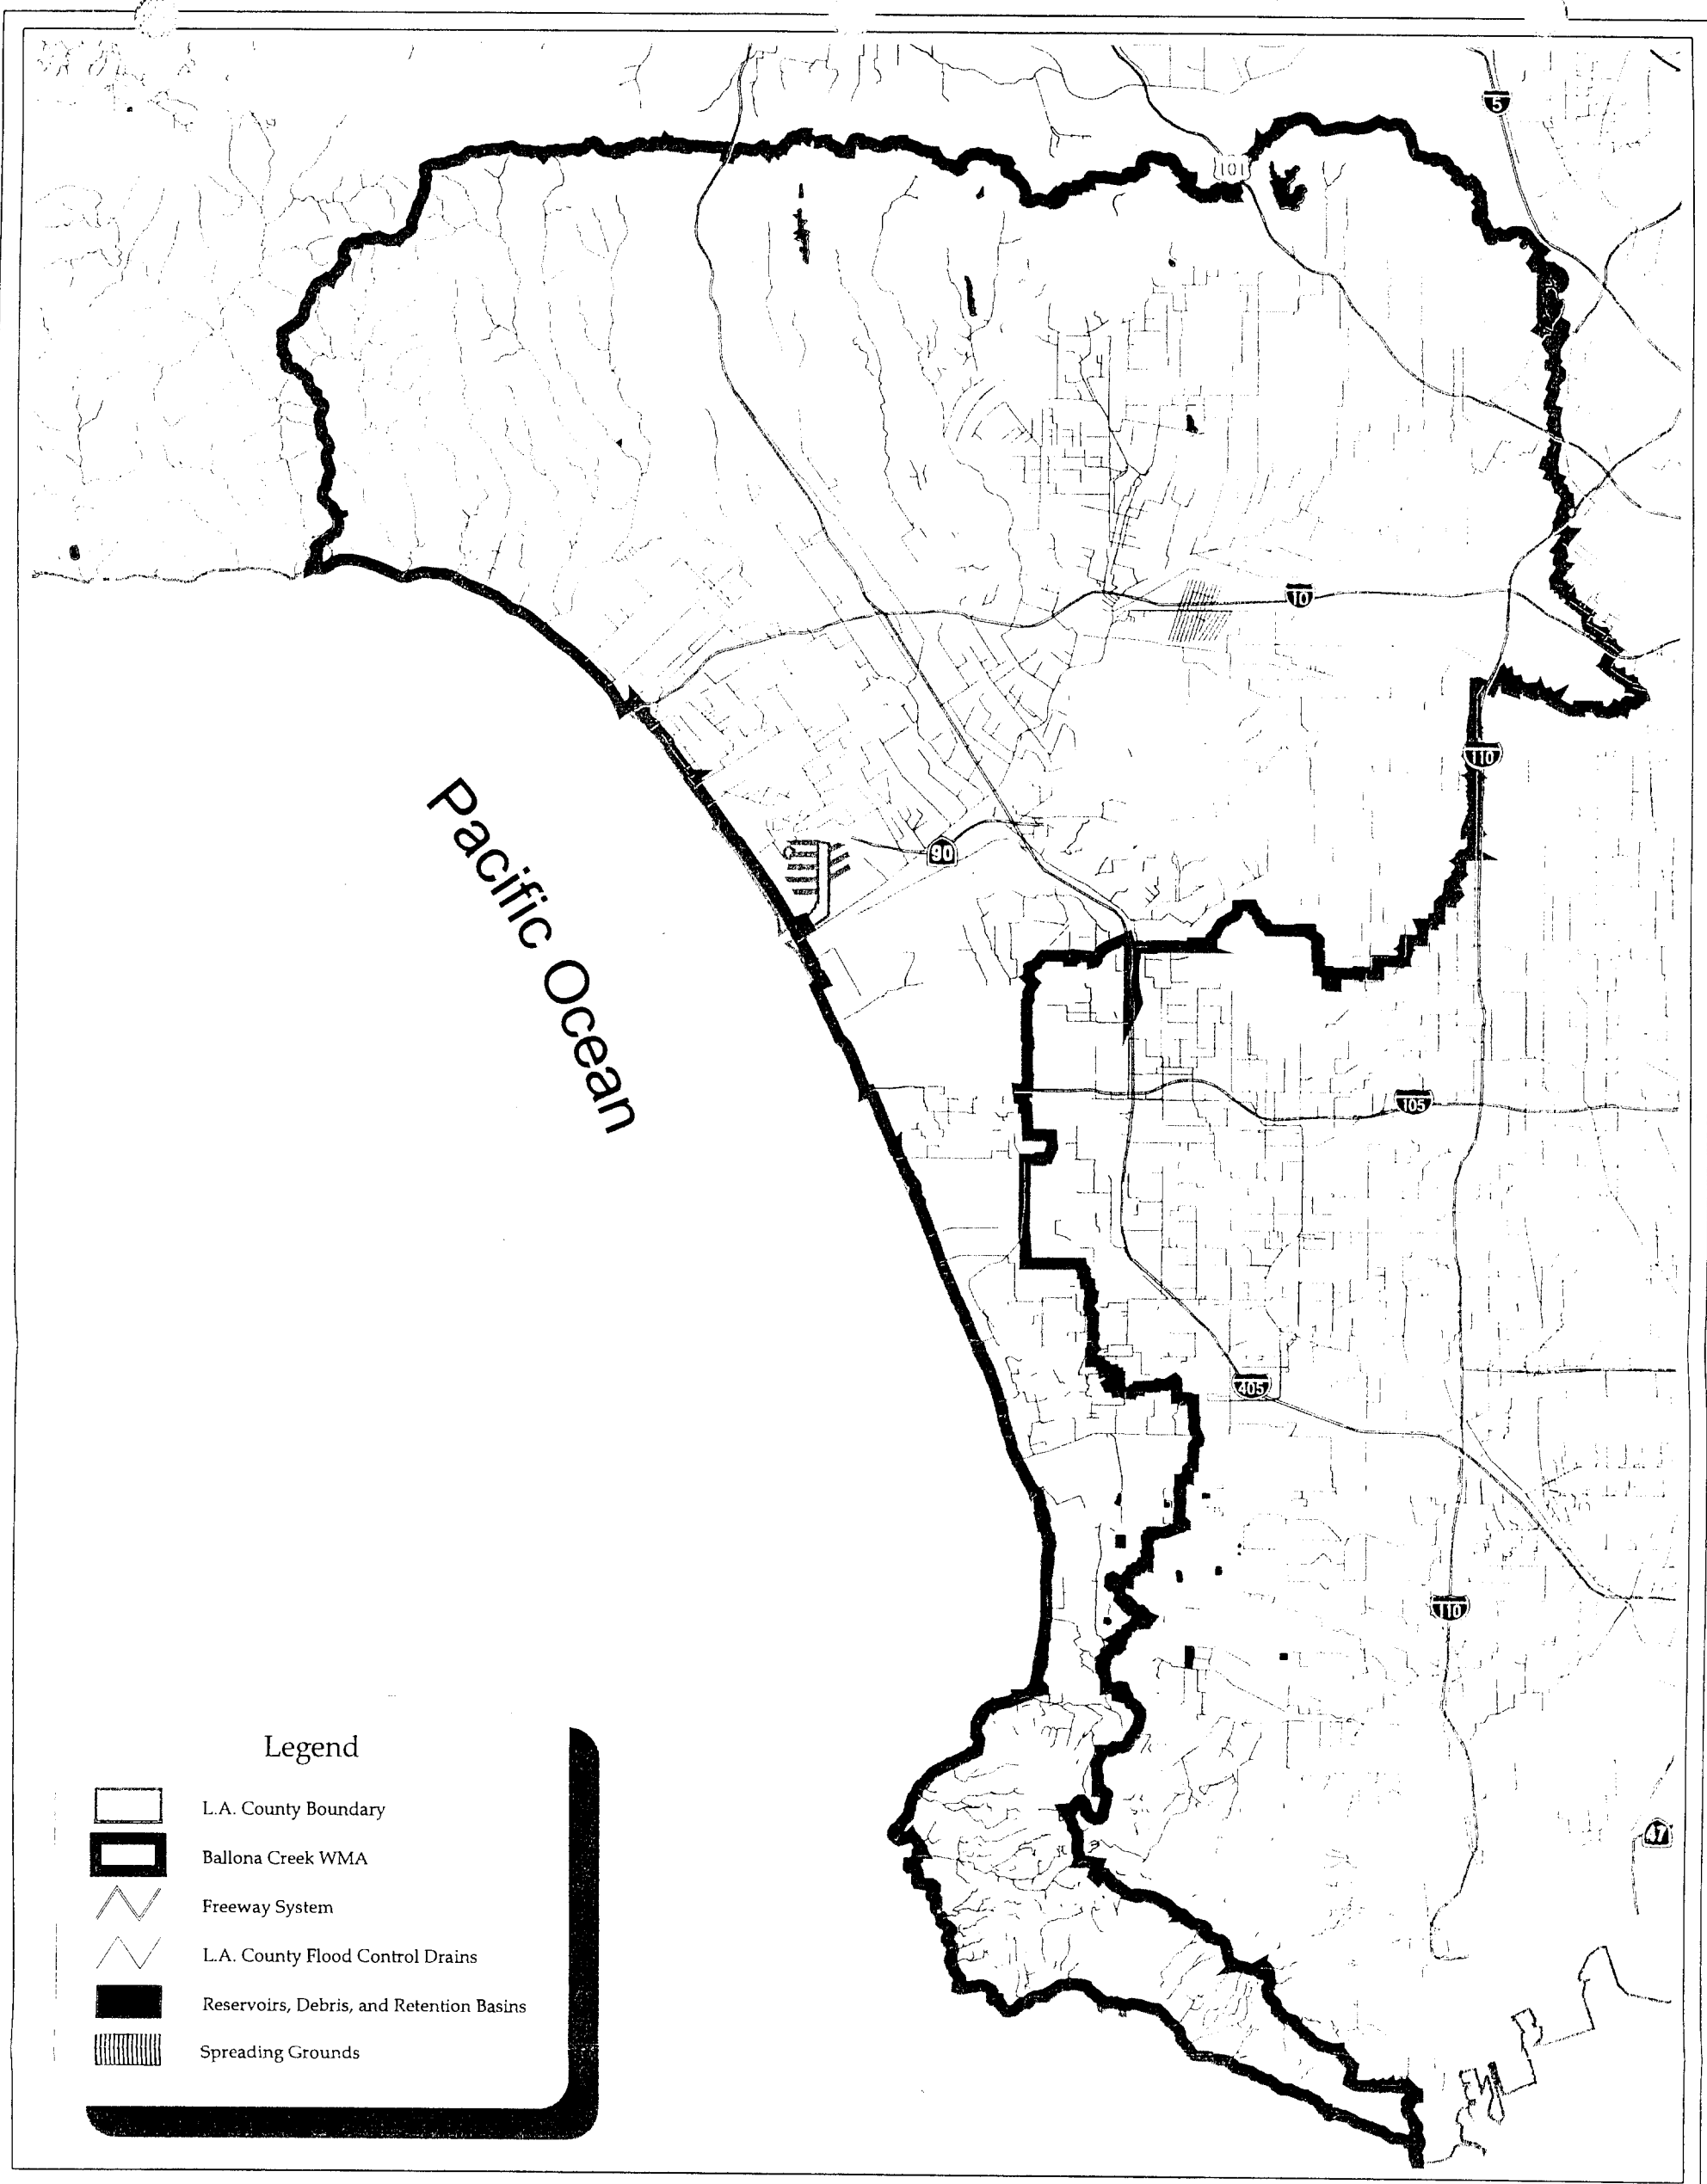 5
101
10
110
90
Pacific Ocean
105
405
110
Legend
L.A. County Boundary
Ballona Creek WMA
47
Freeway System
L.A. County Flood Control Drains
Reservoirs, Debris, and Retention Basins
Spreading Grounds